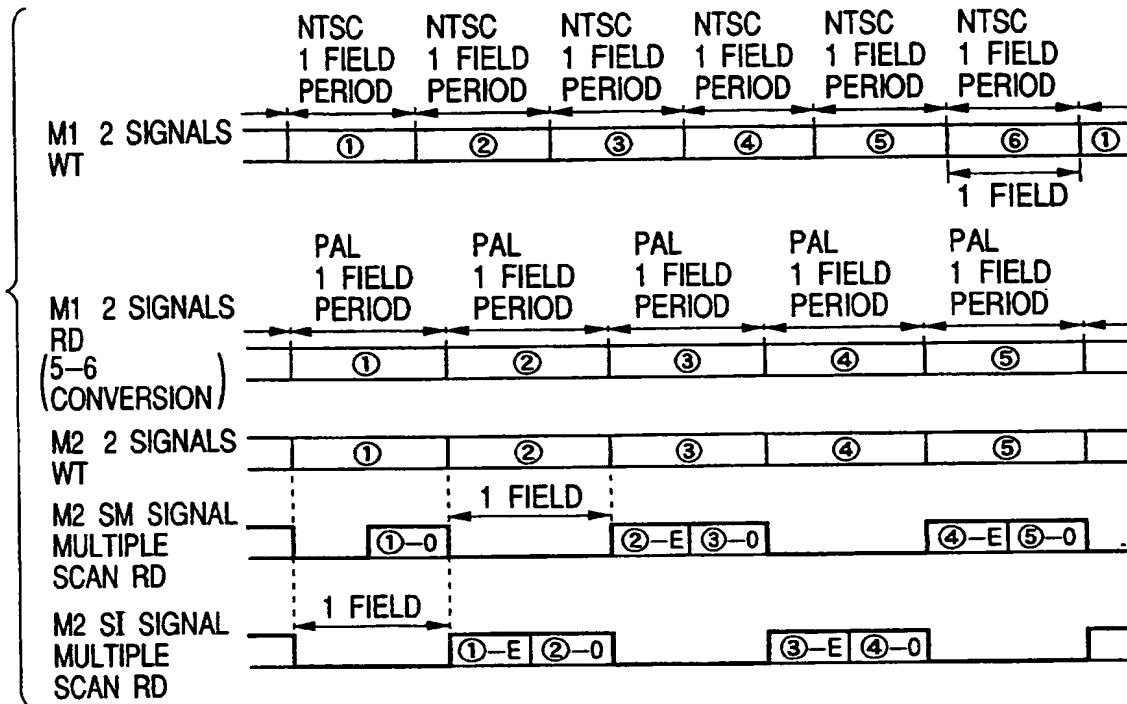 NTSC NTSC NTSC NTSC NTSC NTSC
1 FIELD 1 FIELD 1 FIELD 1 FIELD 1 FIELD 1 FIELD
PERIOD PERIOD PERIOD PERIOD PERIOD PERIOD
M1 2 SIGNALS
WT
① ② ③ ④ ⑤ ⑥ ①
1 FIELD
PAL PAL PAL PAL PAL
1 FIELD 1 FIELD 1 FIELD 1 FIELD 1 FIELD
PERIOD PERIOD PERIOD PERIOD PERIOD
M1 2 SIGNALS
RD
(5-6
CONVERSION)
① ② ③ ④ ⑤
M2 2 SIGNALS
WT
① ② ③ ④ ⑤
1 FIELD
M2 SM SIGNAL
MULTIPLE
SCAN RD
①-0 ②-E ③-0 ④-E ⑤-0
1 FIELD
M2 SI SIGNAL
MULTIPLE
SCAN RD
①-E ②-0 ③-E ④-0